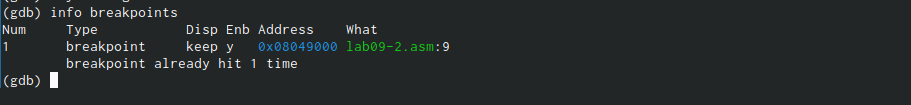 (gdb) info breakpoints
Num     Type           Disp Enb Address    What
1       breakpoint     keep y   0x08049000 lab09-2.asm:9
        breakpoint already hit 1 time
(gdb)